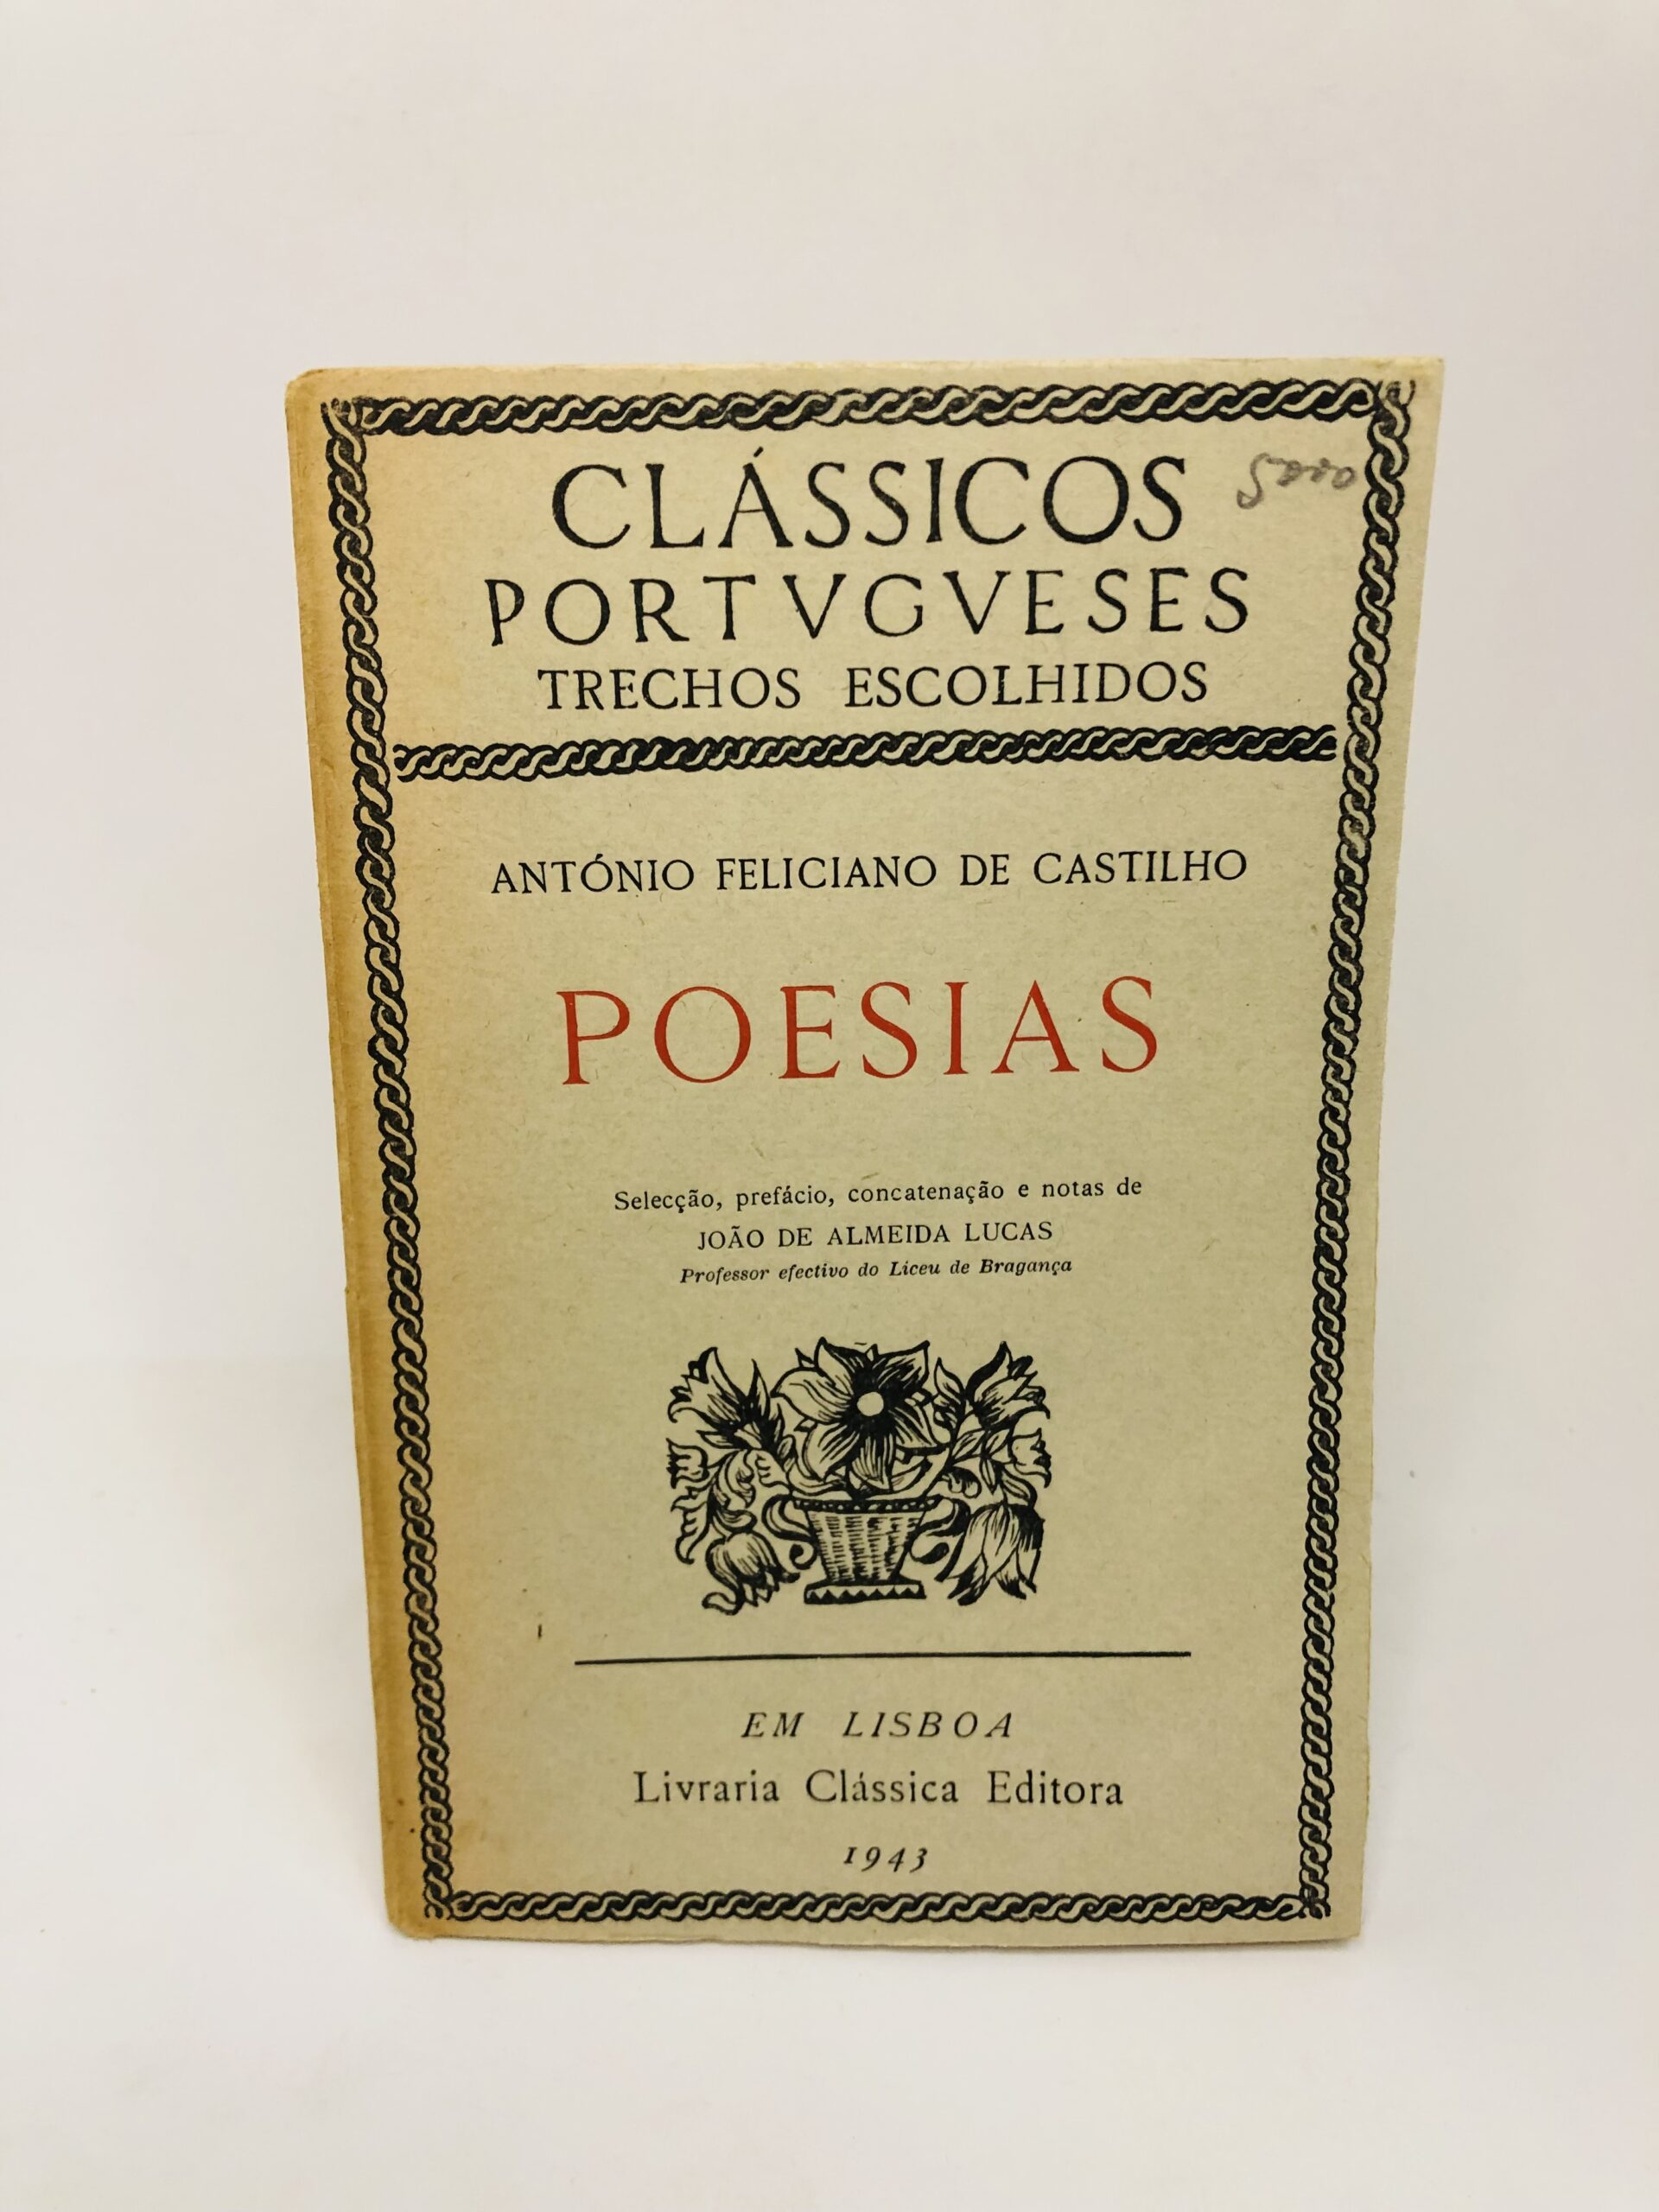 CLÁSSICOS
PORTVGVESES
TRECHOS ESCOLHIDOS
ANTÓNIO FELICIANO DE CASTILHO
POESIAS
Selecção, prefácio, concatenação e notas de
JOÃO DE ALMEIDA LUCAS
Professor efectivo do Liceu de Bragança
EM LISBOA
Livraria Clássica Editora
1943